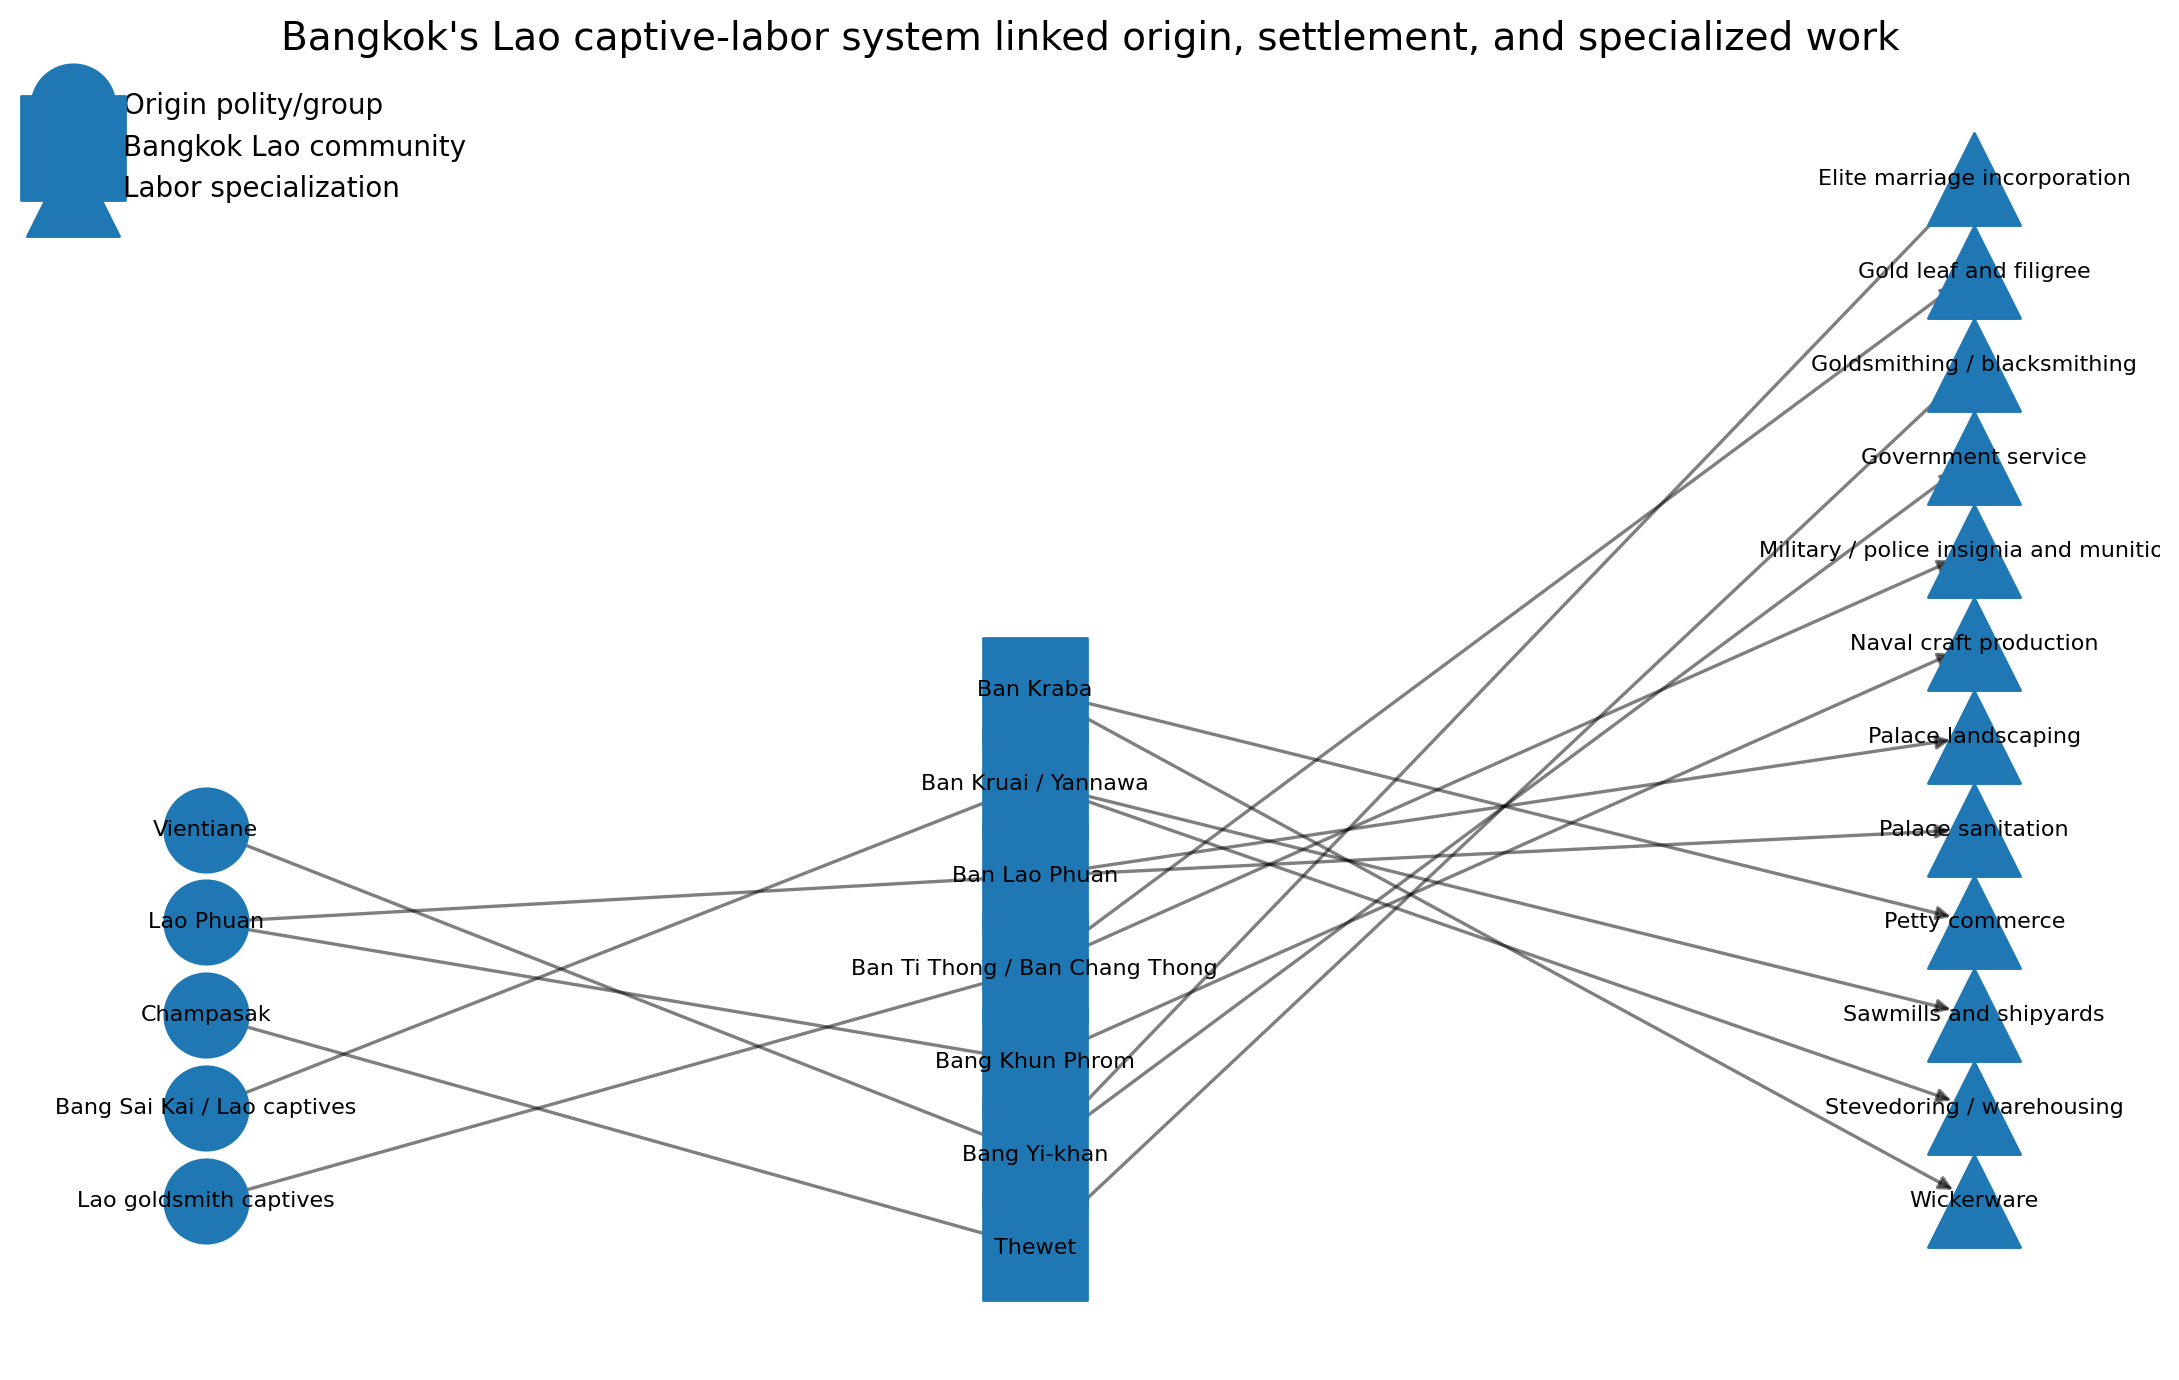 Bangkok's Lao captive-labor system linked origin, settlement, and specialized work
Origin polity/group
Bangkok Lao community
Labor specialization
Vientiane
Lao Phuan
Champasak
Bang Sai Kai / Lao captives
Lao goldsmith captives
Ban Kraba
Ban Kruai / Yannawa
Ban Lao Phuan
Ban Ti Thong / Ban Chang Thong
Bang Khun Phrom
Bang Yi-khan
Thewet
Elite marriage incorporation
Gold leaf and filigree
Goldsmithing / blacksmithing
Government service
Military / police insignia and munitio
Naval craft production
Palace landscaping
Palace sanitation
Petty commerce
Sawmills and shipyards
Stevedoring / warehousing
Wickerware